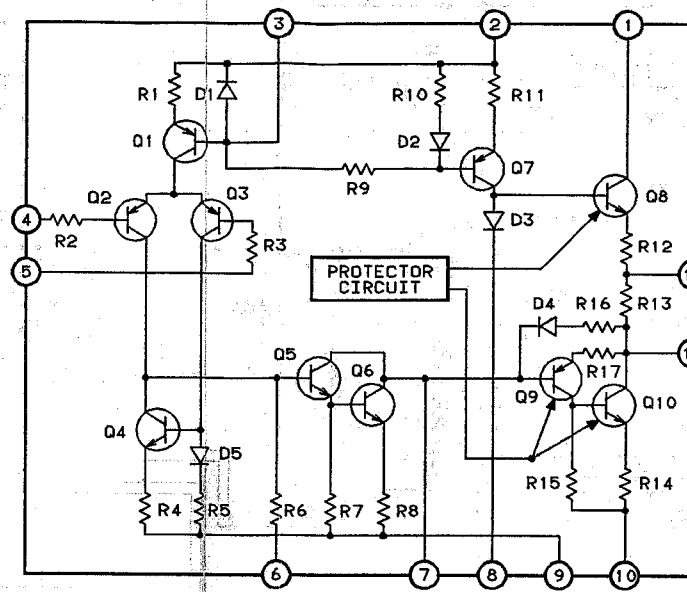 3 2 1
R1 D1 R10 R11
Q1 D2 Q7
R9
Q2 Q3 Q8
4 R2 R3 D3 R12
5 PROTECTOR
CIRCUIT
1
R13
D4 R16
1
Q5 Q6 R17
Q9 Q10
Q4 D5
R15 R14
R4 R5 R6 R7 R8
6 7 8 9 10